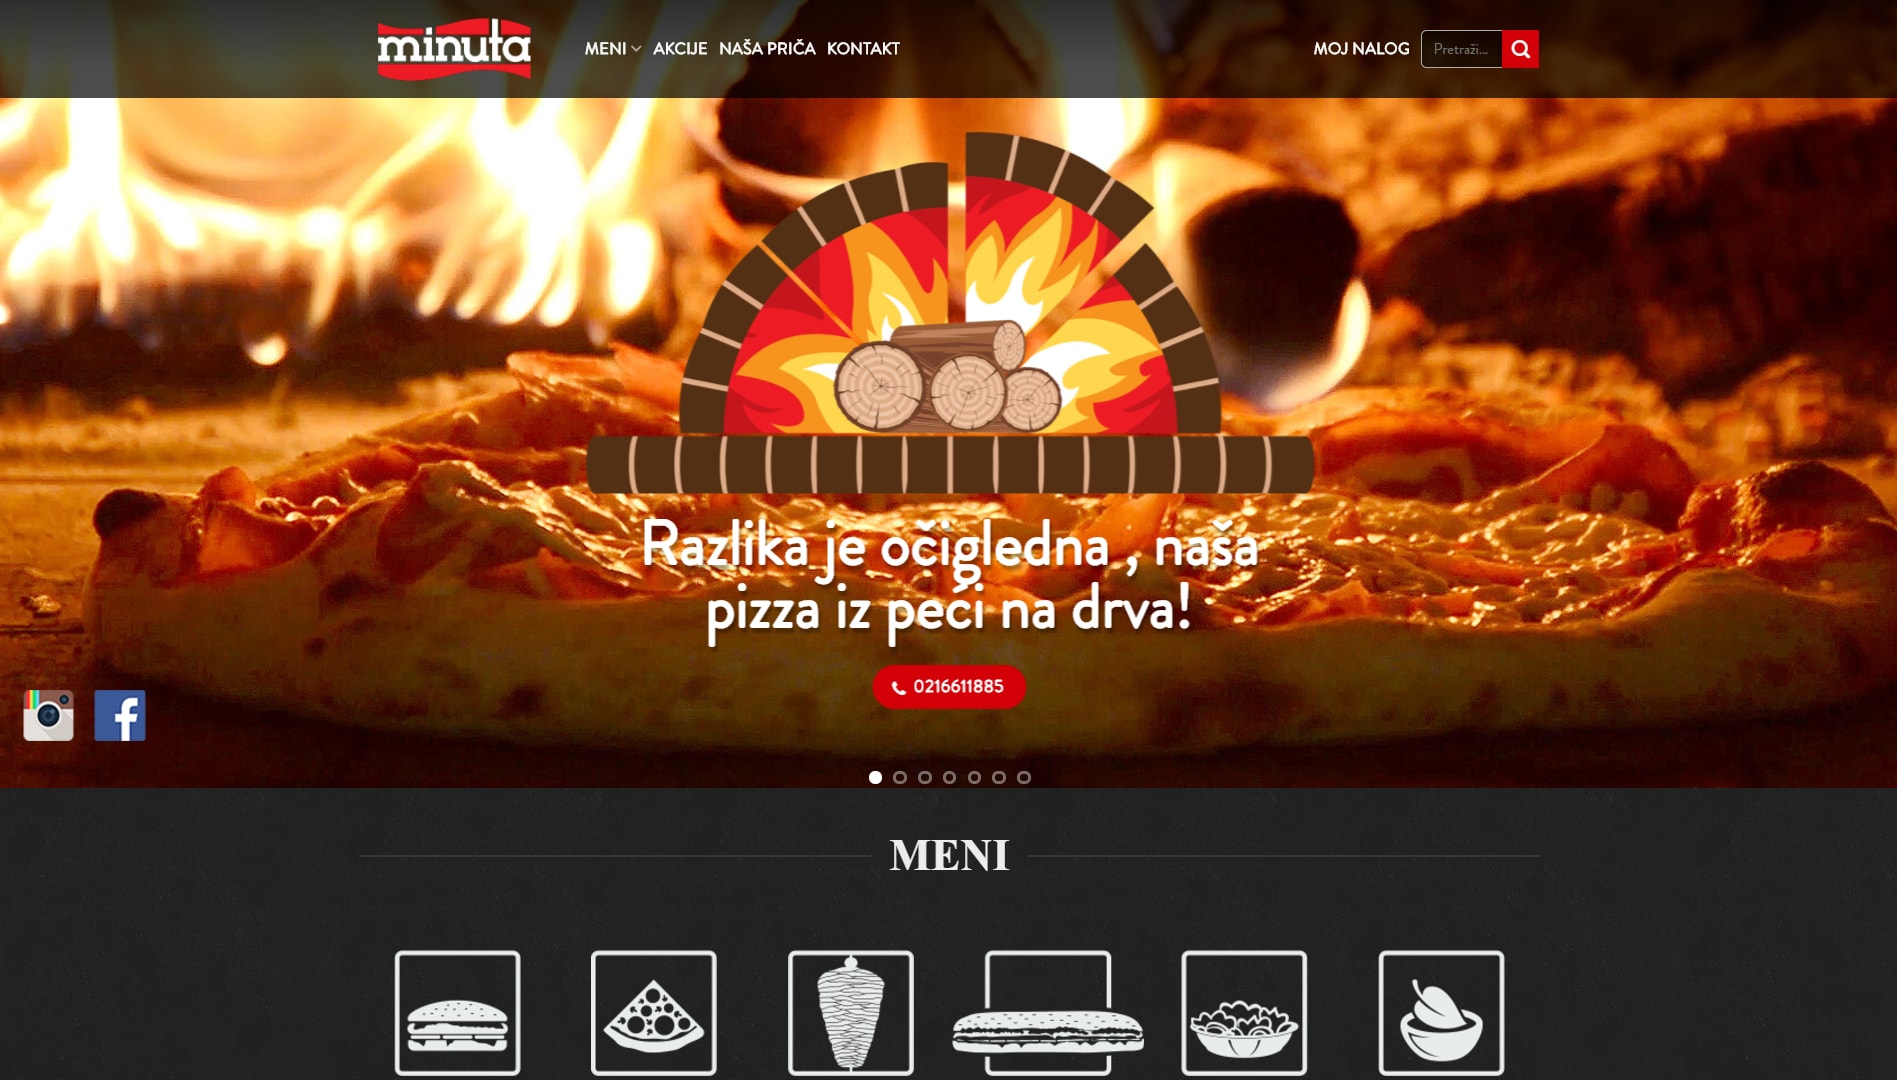 minuta
MENI AKCIJE NAŠA PRIČA KONTAKT
MOJ NALOG Pretraži...
Razlika je očigledna , naša
pizza iz peći na drva!
0216611885
MENI